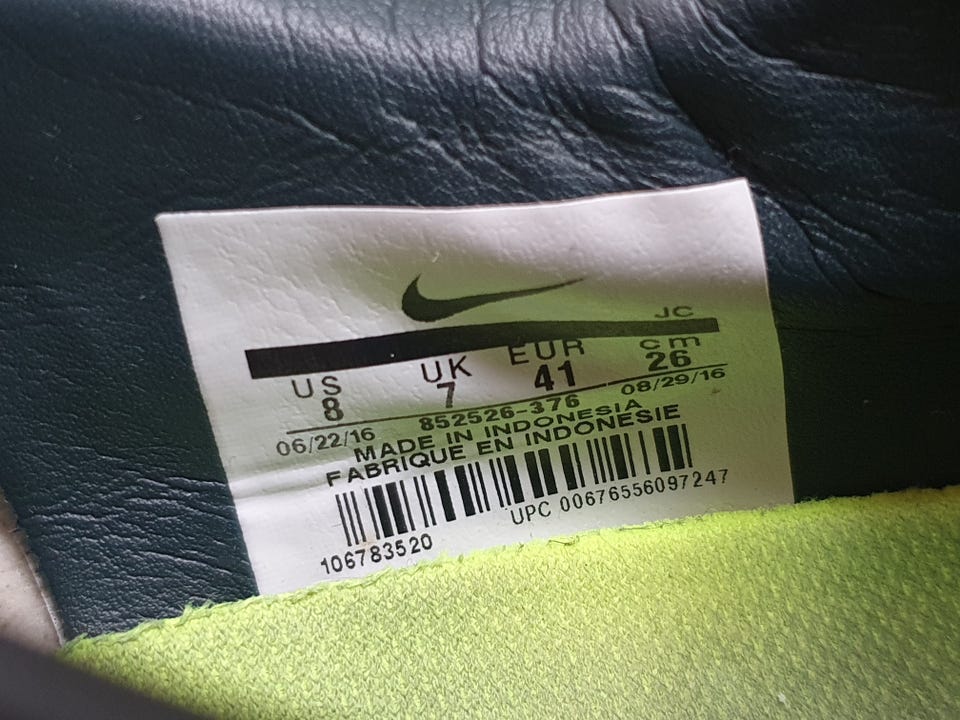 JC
US UK EUR cm
8 7 41 26
06/22/16 852526-376 08/29/16
MADE IN INDONESIA
FABRIQUE EN INDONÉSIE
106783520 UPC 00676556097247